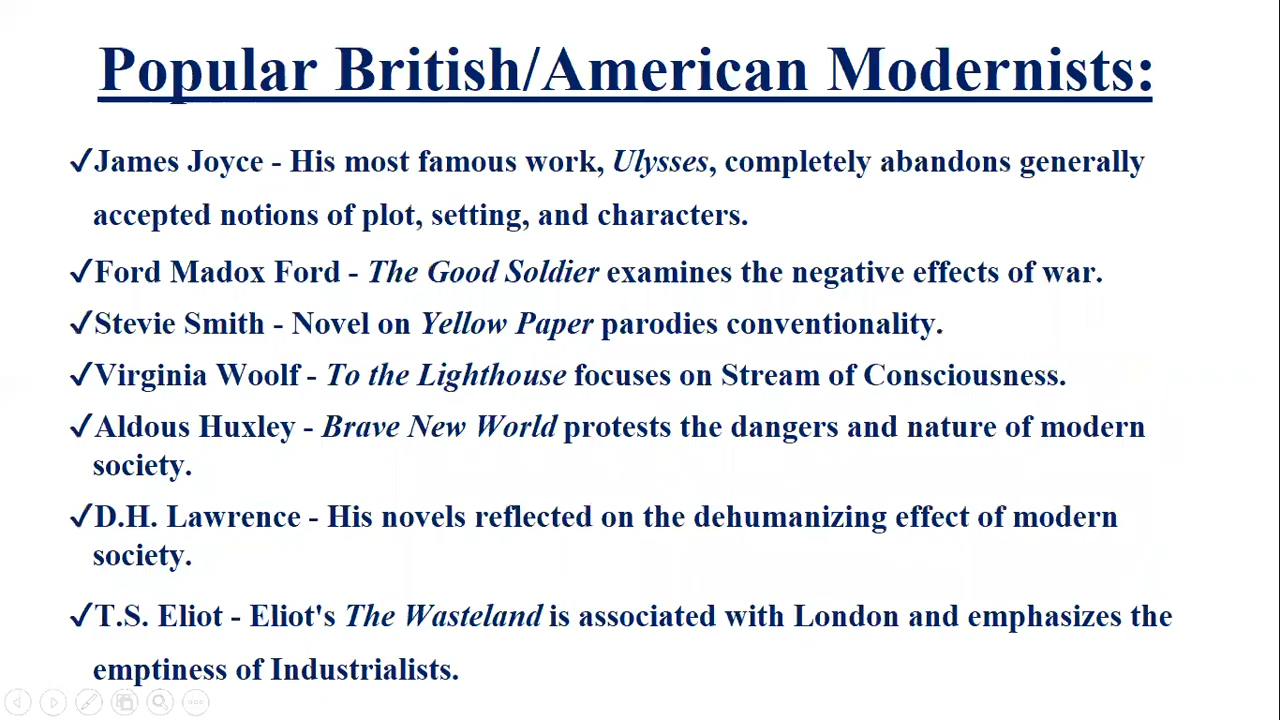 Popular British/American Modernists:
✓James Joyce - His most famous work, Ulysses, completely abandons generally
accepted notions of plot, setting, and characters.
✓Ford Madox Ford - The Good Soldier examines the negative effects of war.
✓Stevie Smith - Novel on Yellow Paper parodies conventionality.
✓Virginia Woolf - To the Lighthouse focuses on Stream of Consciousness.
✓Aldous Huxley - Brave New World protests the dangers and nature of modern
society.
✓D.H. Lawrence - His novels reflected on the dehumanizing effect of modern
society.
✓T.S. Eliot - Eliot's The Wasteland is associated with London and emphasizes the
emptiness of Industrialists.